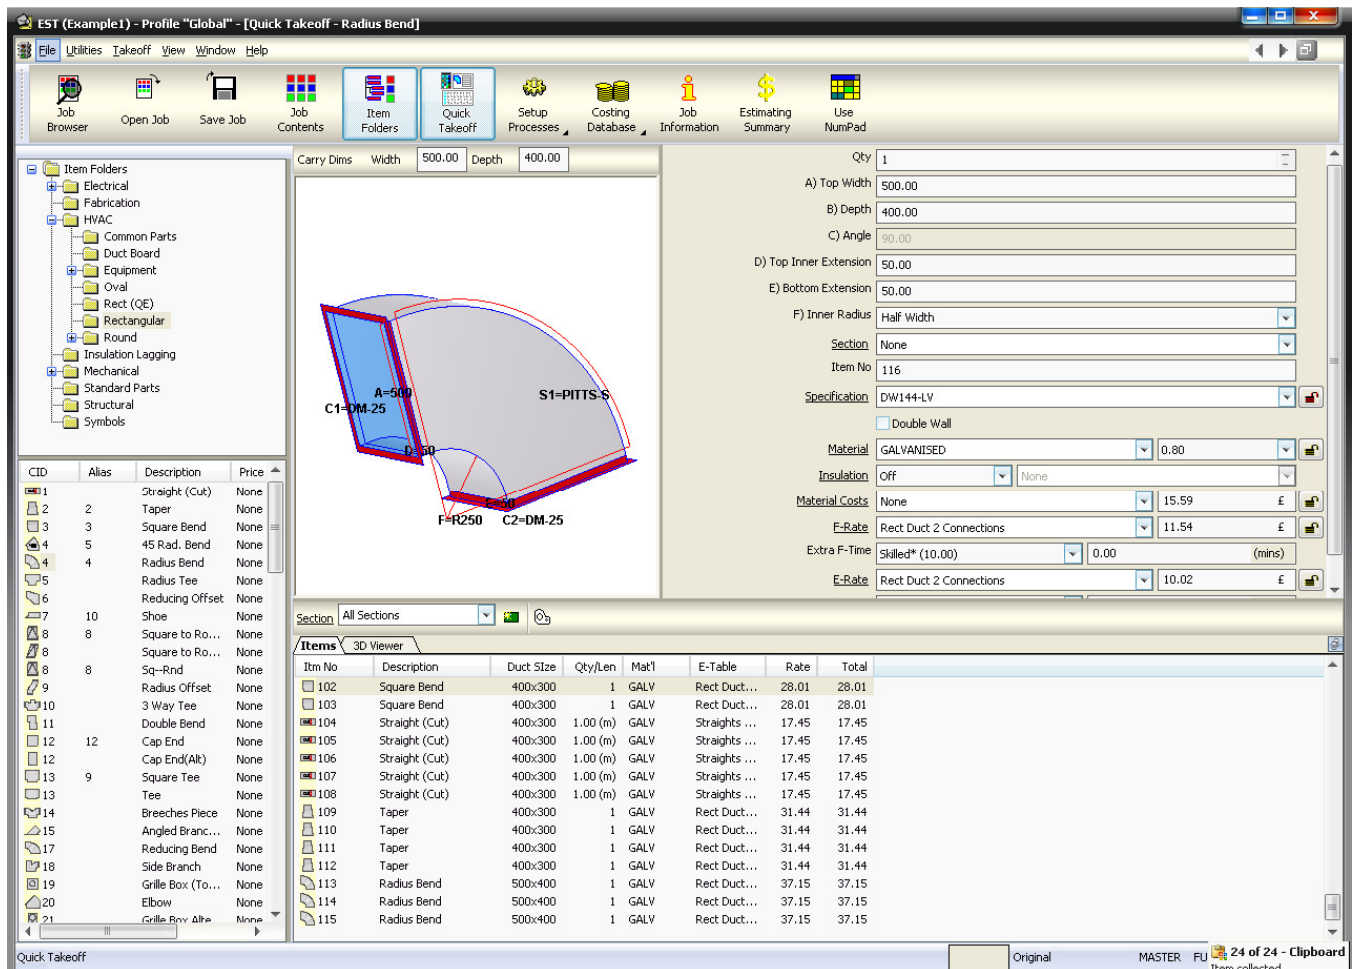 EST (Example1) - Profile "Global" - [Quick Takeoff - Radius Bend]
File Utilities Takeoff View Window Help
Job Browser
Open Job
Save Job
Job Contents
Item Folders
Quick Takeoff
Setup Processes
Costing Database
Job Information
Estimating Summary
Use NumPad
Item Folders
Electrical
Fabrication
HVAC
Common Parts
Duct Board
Equipment
Oval
Rect (QE)
Rectangular
Round
Insulation Lagging
Mechanical
Standard Parts
Structural
Symbols
CID Alias Description Price
1 Straight (Cut) None
2 2 Taper None
3 3 Square Bend None
4 5 45 Rad. Bend None
4 4 Radius Bend None
5 Radius Tee None
6 Reducing Offset None
7 10 Shoe None
8 8 Square to Ro... None
8 Square to Ro... None
8 8 Sq--Rnd None
9 Radius Offset None
10 3 Way Tee None
11 Double Bend None
12 12 Cap End None
12 Cap End(Alt) None
13 9 Square Tee None
13 Tee None
14 Breeches Piece None
15 Angled Branc... None
17 Reducing Bend None
18 Side Branch None
19 Grille Box (To... None
20 Elbow None
21 Grille Box Alte None
Carry Dims Width 500.00 Depth 400.00
A=500
S1=PITTS-S
C1=DM-25
D=50
E=50
F=R250 C2=DM-25
Qty 1
A) Top Width 500.00
B) Depth 400.00
C) Angle 90.00
D) Top Inner Extension 50.00
E) Bottom Extension 50.00
F) Inner Radius Half Width
Section None
Item No 116
Specification DW144-LV
Double Wall
Material GALVANISED 0.80
Insulation Off None
Material Costs None 15.59 £
F-Rate Rect Duct 2 Connections 11.54 £
Extra F-Time Skilled* (10.00) 0.00 (mins)
E-Rate Rect Duct 2 Connections 10.02 £
Section All Sections
Items 3D Viewer
Itm No Description Duct SIze Qty/Len Mat'l E-Table Rate Total
102 Square Bend 400x300 1 GALV Rect Duct... 28.01 28.01
103 Square Bend 400x300 1 GALV Rect Duct... 28.01 28.01
104 Straight (Cut) 400x300 1.00 (m) GALV Straights ... 17.45 17.45
105 Straight (Cut) 400x300 1.00 (m) GALV Straights ... 17.45 17.45
106 Straight (Cut) 400x300 1.00 (m) GALV Straights ... 17.45 17.45
107 Straight (Cut) 400x300 1.00 (m) GALV Straights ... 17.45 17.45
108 Straight (Cut) 400x300 1.00 (m) GALV Straights ... 17.45 17.45
109 Taper 400x300 1 GALV Rect Duct... 31.44 31.44
110 Taper 400x300 1 GALV Rect Duct... 31.44 31.44
111 Taper 400x300 1 GALV Rect Duct... 31.44 31.44
112 Taper 400x300 1 GALV Rect Duct... 31.44 31.44
113 Radius Bend 500x400 1 GALV Rect Duct... 37.15 37.15
114 Radius Bend 500x400 1 GALV Rect Duct... 37.15 37.15
115 Radius Bend 500x400 1 GALV Rect Duct... 37.15 37.15
Quick Takeoff Original MASTER FU 24 of 24 - Clipboard
Item collected